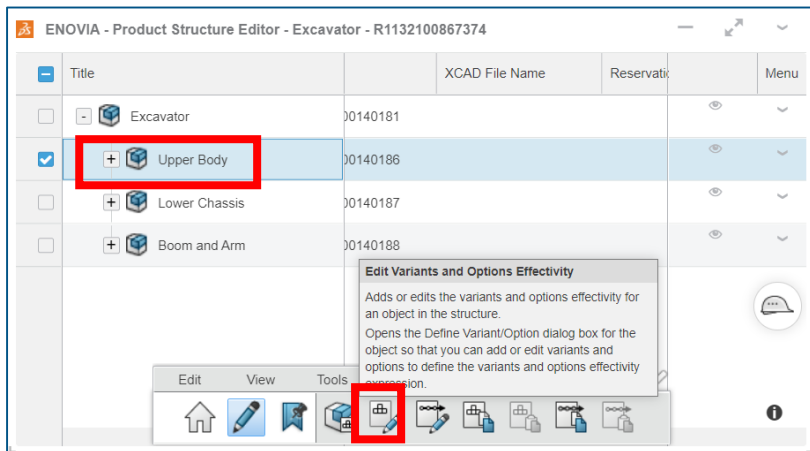 ENOVIA - Product Structure Editor - Excavator - R1132100867374
Title XCAD File Name Reservatio Menu
Excavator 00140181
Upper Body 00140186
Lower Chassis 00140187
Boom and Arm 00140188
Edit Variants and Options Effectivity
Adds or edits the variants and options effectivity for
an object in the structure.
Opens the Define Variant/Option dialog box for the
object so that you can add or edit variants and
options to define the variants and options effectivity
expression.
Edit View Tools